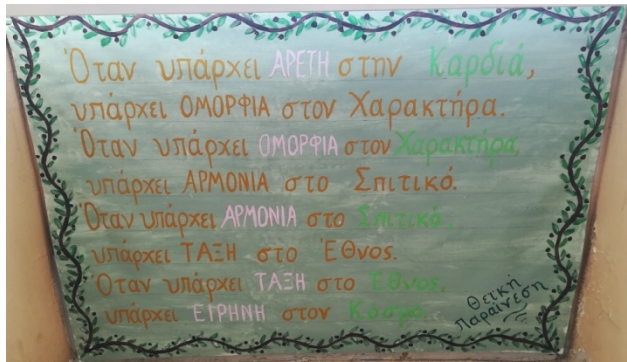 Όταν υπάρχει ΑΡΕΤΗ στην Καρδιά,
υπάρχει ΟΜΟΡΦΙΑ στον Χαρακτήρα.
Όταν υπάρχει ΟΜΟΡΦΙΑ στον Χαρακτήρα,
υπάρχει ΑΡΜΟΝΙΑ στο Σπιτικό.
Όταν υπάρχει ΑΡΜΟΝΙΑ στο Σπιτικό,
υπάρχει ΤΑΞΗ στο Έθνος.
Όταν υπάρχει ΤΑΞΗ στο Έθνος,
υπάρχει ΕΙΡΗΝΗ στον Κόσμο.
Θεϊκή
Παραίνεση